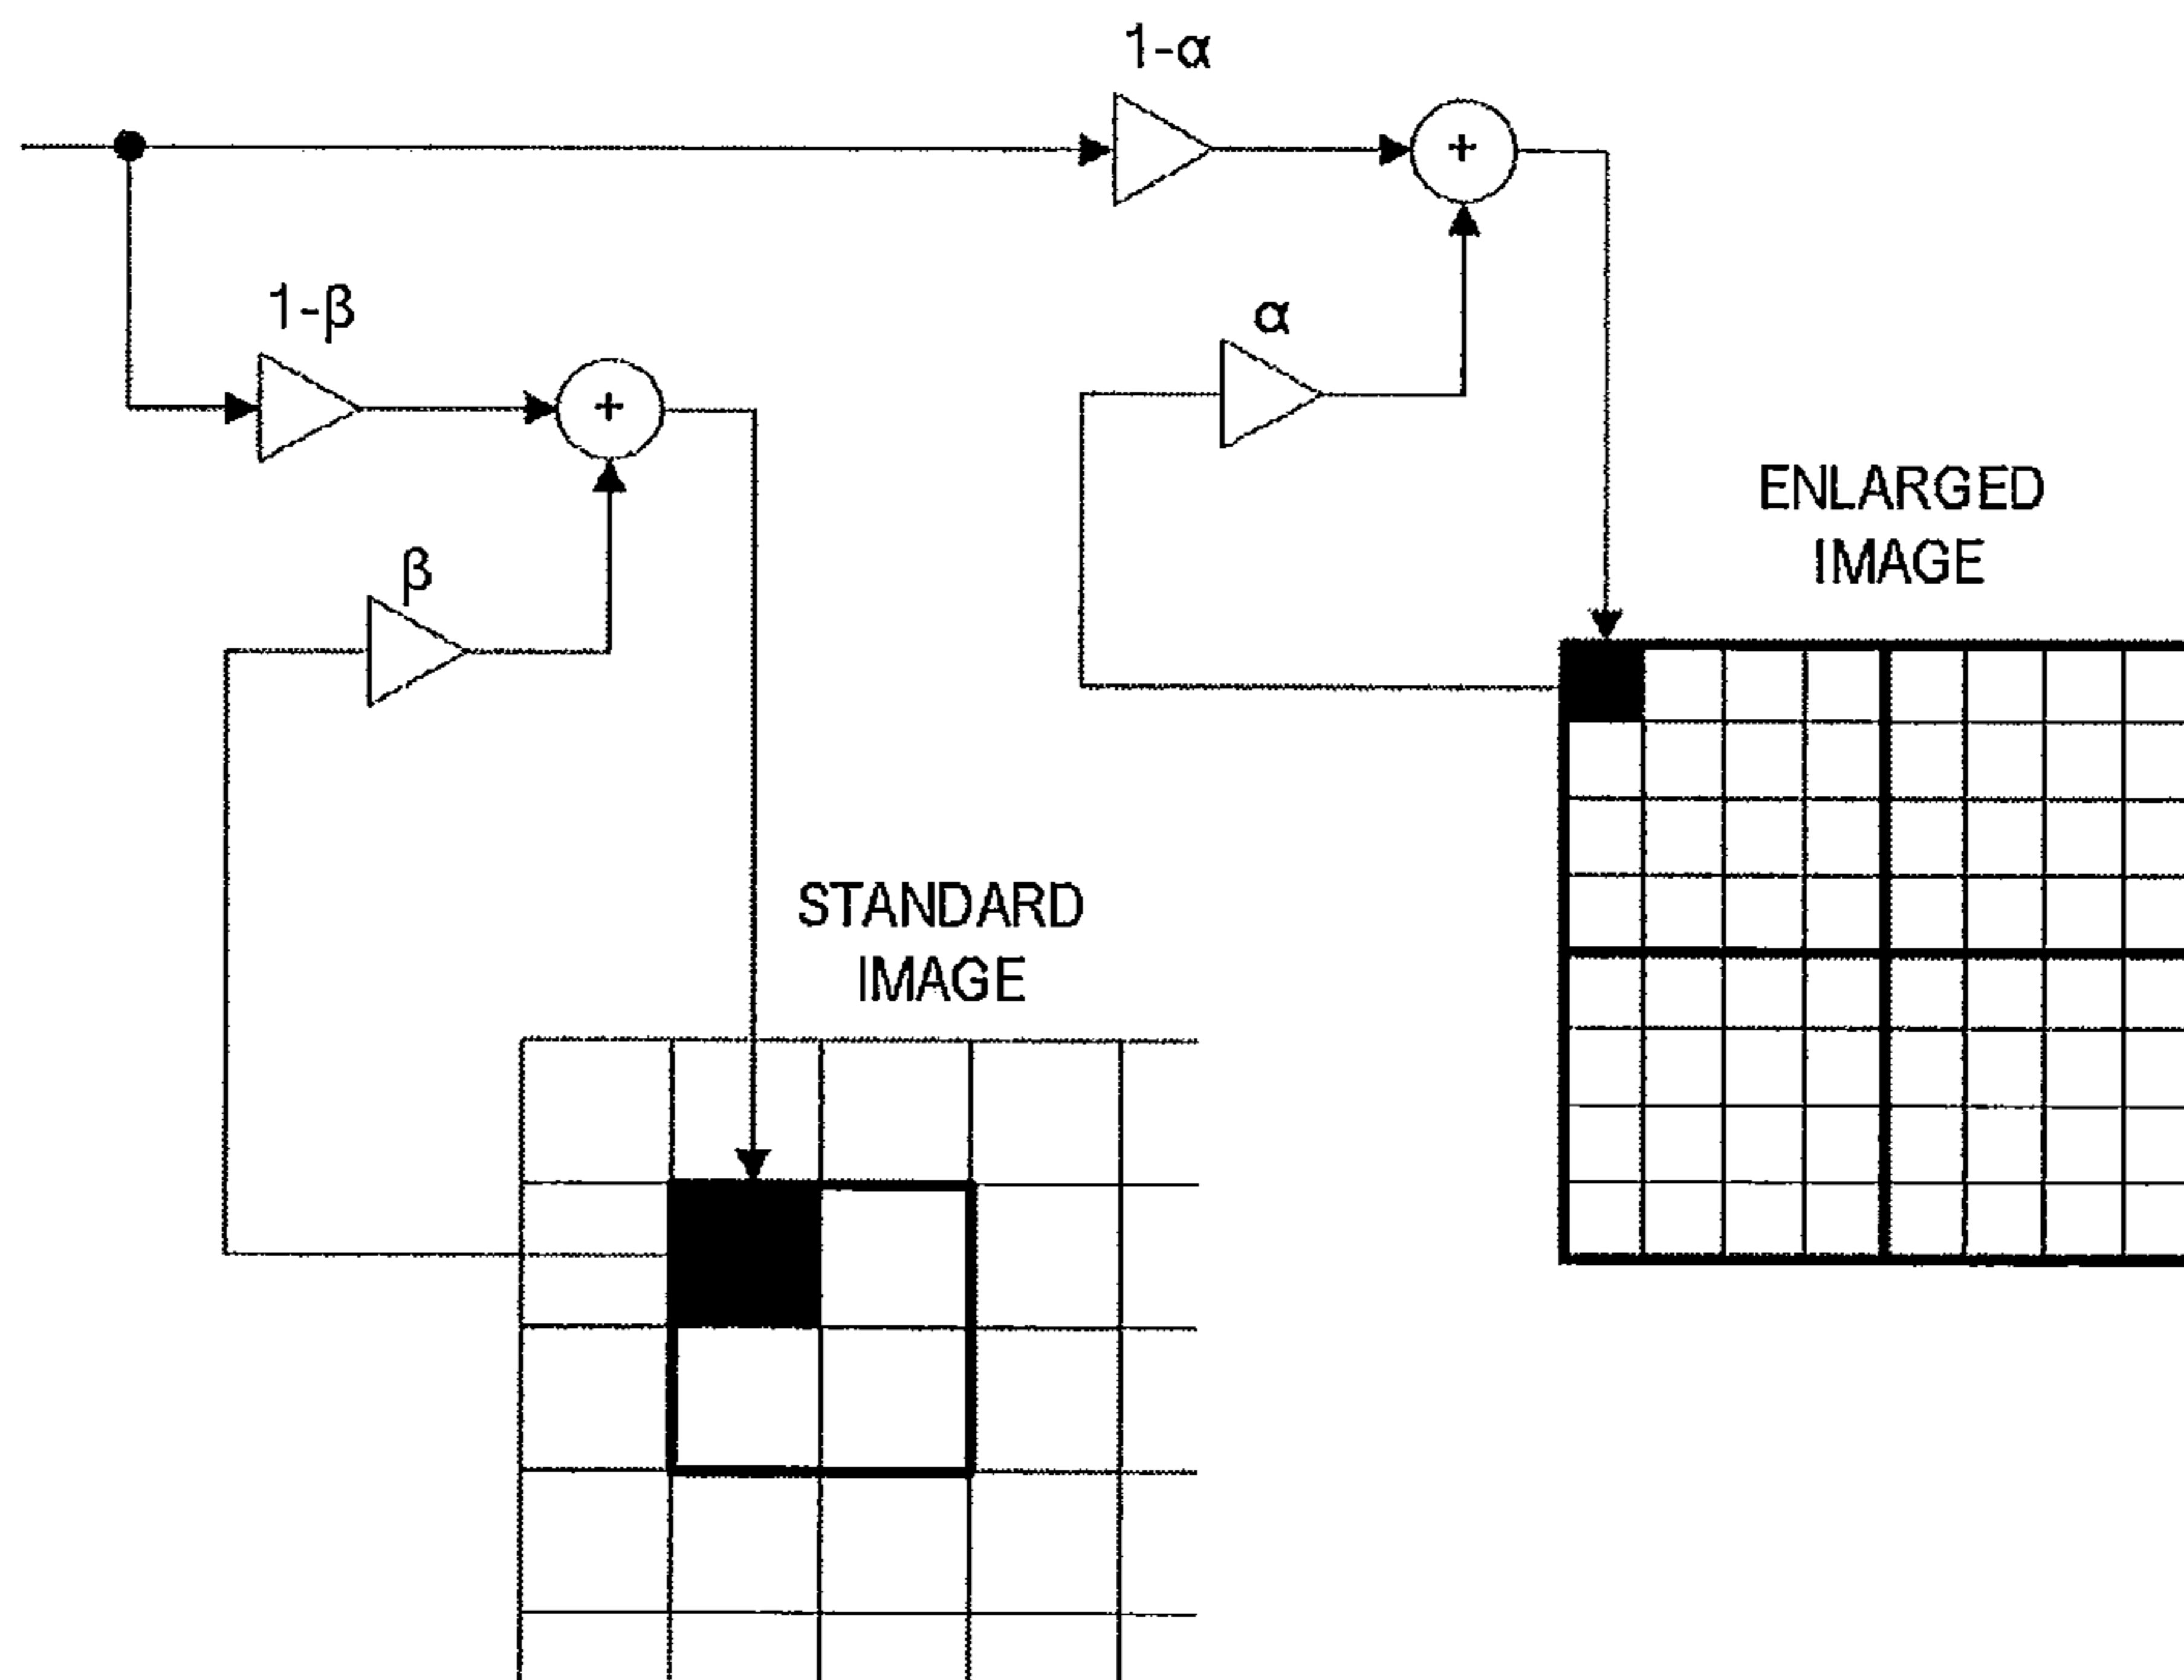 1-α
+
1-β
+
α
β
ENLARGED
IMAGE
STANDARD
IMAGE